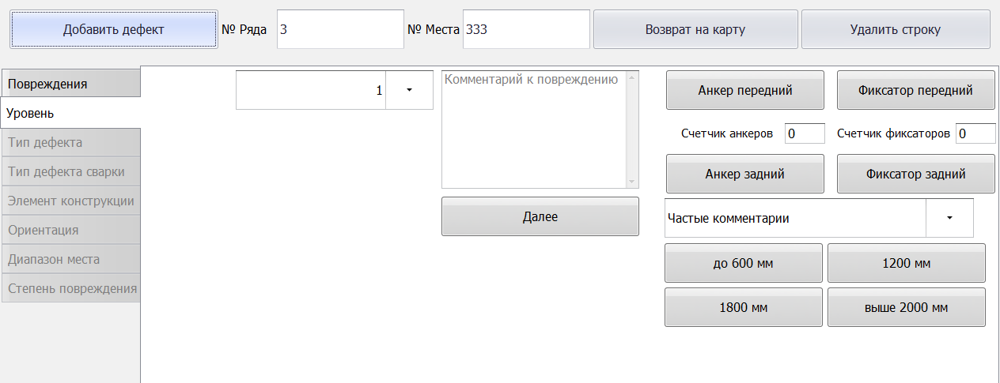 Добавить дефект № Ряда 3 № Места 333 Возврат на карту Удалить строку
Повреждения
Уровень
Тип дефекта
Тип дефекта сварки
Элемент конструкции
Ориентация
Диапазон места
Степень повреждения
1
Комментарий к повреждению
Далее
Анкер передний Фиксатор передний
Счетчик анкеров 0 Счетчик фиксаторов 0
Анкер задний Фиксатор задний
Частые комментарии
до 600 мм 1200 мм
1800 мм выше 2000 мм